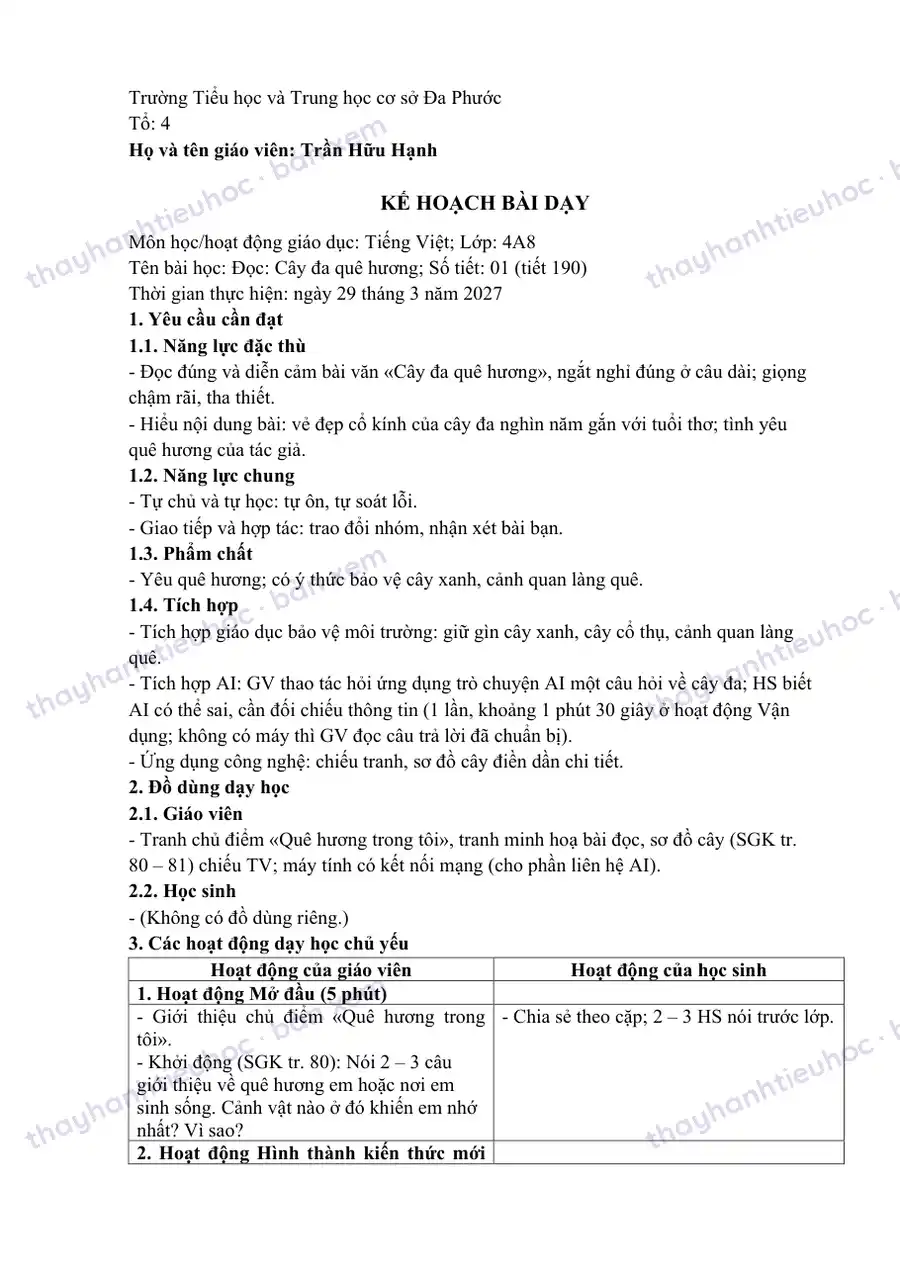 Trường Tiểu học và Trung học cơ sở Đa Phước
Tổ: 4
Họ và tên giáo viên: Trần Hữu Hạnh
KẾ HOẠCH BÀI DẠY
Môn học/hoạt động giáo dục: Tiếng Việt; Lớp: 4A8
Tên bài học: Đọc: Cây đa quê hương; Số tiết: 01 (tiết 190)
Thời gian thực hiện: ngày 29 tháng 3 năm 2027
1. Yêu cầu cần đạt
1.1. Năng lực đặc thù
- Đọc đúng và diễn cảm bài văn «Cây đa quê hương», ngắt nghỉ đúng ở câu dài; giọng
chậm rãi, tha thiết.
- Hiểu nội dung bài: vẻ đẹp cổ kính của cây đa nghìn năm gắn với tuổi thơ; tình yêu
quê hương của tác giả.
1.2. Năng lực chung
- Tự chủ và tự học: tự ôn, tự soát lỗi.
- Giao tiếp và hợp tác: trao đổi nhóm, nhận xét bài bạn.
1.3. Phẩm chất
- Yêu quê hương; có ý thức bảo vệ cây xanh, cảnh quan làng quê.
1.4. Tích hợp
- Tích hợp giáo dục bảo vệ môi trường: giữ gìn cây xanh, cây cổ thụ, cảnh quan làng
quê.
- Tích hợp AI: GV thao tác hỏi ứng dụng trò chuyện AI một câu hỏi về cây đa; HS biết
AI có thể sai, cần đối chiếu thông tin (1 lần, khoảng 1 phút 30 giây ở hoạt động Vận
dụng; không có máy thì GV đọc câu trả lời đã chuẩn bị).
- Ứng dụng công nghệ: chiếu tranh, sơ đồ cây điền dần chi tiết.
2. Đồ dùng dạy học
2.1. Giáo viên
- Tranh chủ điểm «Quê hương trong tôi», tranh minh hoạ bài đọc, sơ đồ cây (SGK tr.
80 – 81) chiếu TV; máy tính có kết nối mạng (cho phần liên hệ AI).
2.2. Học sinh
- (Không có đồ dùng riêng.)
3. Các hoạt động dạy học chủ yếu
Hoạt động của giáo viên
Hoạt động của học sinh
1. Hoạt động Mở đầu (5 phút)
- Giới thiệu chủ điểm «Quê hương trong
tôi».
- Khởi động (SGK tr. 80): Nói 2 – 3 câu
giới thiệu về quê hương em hoặc nơi em
sinh sống. Cảnh vật nào ở đó khiến em nhớ
nhất? Vì sao?
- Chia sẻ theo cặp; 2 – 3 HS nói trước lớp.
2. Hoạt động Hình thành kiến thức mới
thayhanhtieuhoc · bản xem
thayhanhtieuhoc · b
thayhanhtieuhoc · bản xem
thayhanhtieuhoc · b
thayhanhtieuhoc · bản xem
thayhanhtieuhoc · b